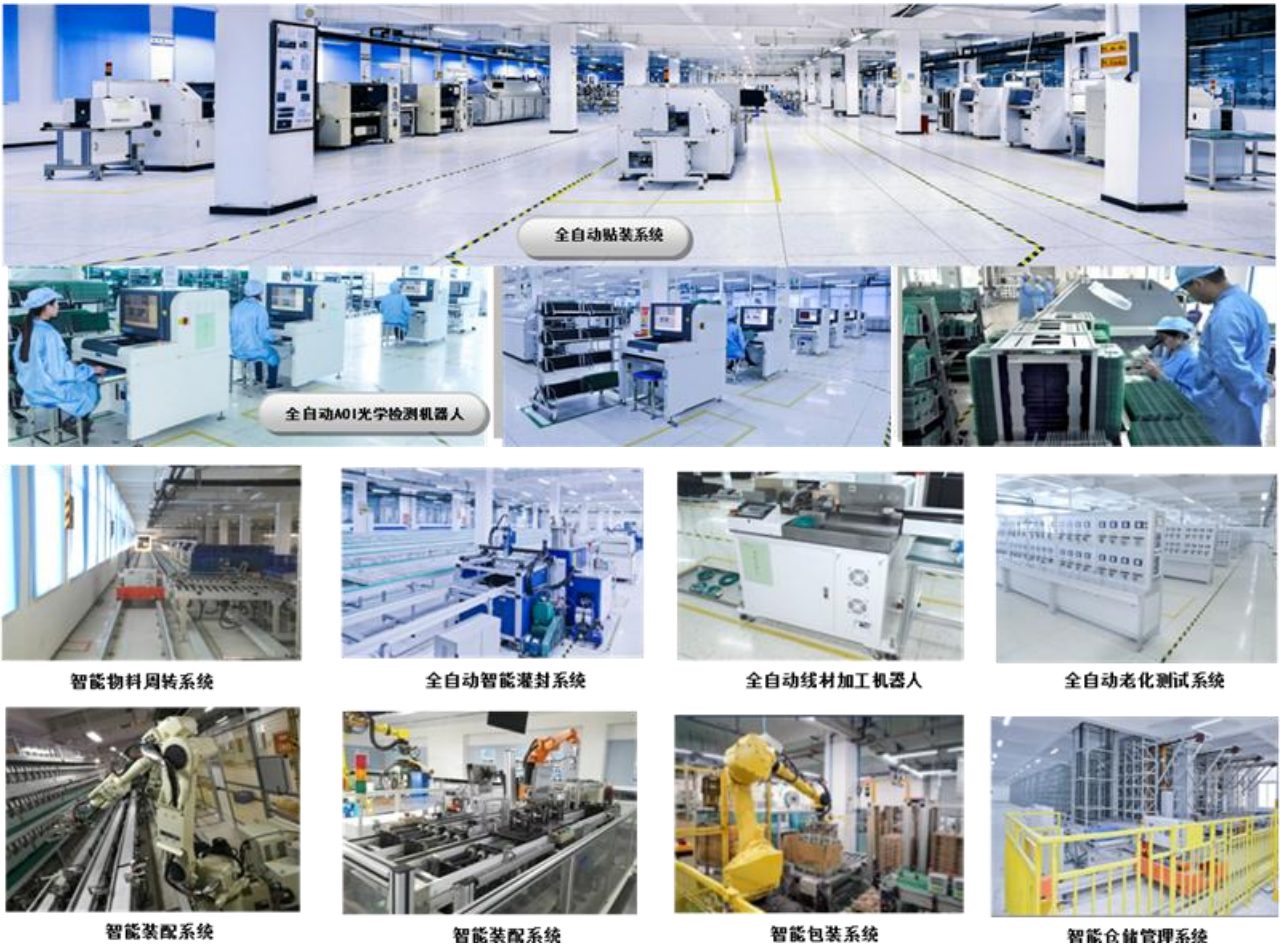 全自动贴装系统
全自动AOI光学检测机器人
智能物料周转系统
全自动智能灌封系统
全自动线材加工机器人
全自动老化测试系统
智能装配系统
智能装配系统
智能包装系统
智能仓储管理系统